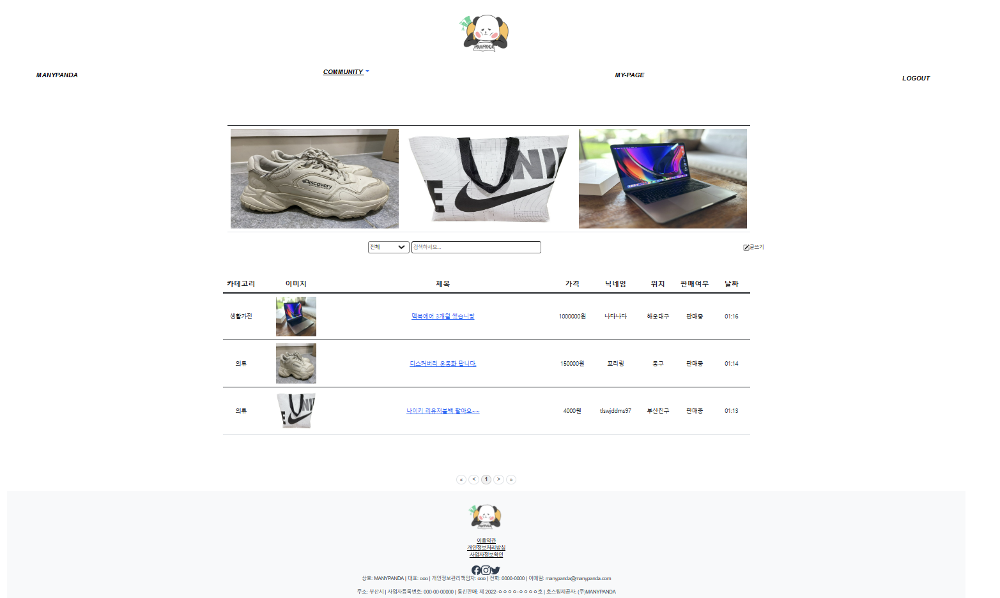 MANYPANDA
MANYPANDA COMMUNITY MY-PAGE LOGOUT
Discovery
NI
E
전체 검색하세요... 글쓰기
카테고리 이미지 제목 가격 닉네임 위치 판매여부 날짜
생활가전 맥북에어 3개월 썼습니당 1000000원 나다나다 해운대구 판매중 01:16
의류 디스커버리 운동화 팝니다. 150000원 포리링 동구 판매중 01:14
의류 나이키 리유저블백 팔아요~~ 4000원 tlswjddms97 부산진구 판매중 01:13
« < 1 > »
이용약관
개인정보처리방침
사업자정보확인
상호: MANYPANDA | 대표: ooo | 개인정보관리책임자: ooo | 전화: 0000-0000 | 이메일: manypanda@manypanda.com
주소: 부산시 | 사업자등록번호: 000-00-00000 | 통신판매: 제 2022-ㅇㅇㅇㅇ-ㅇㅇㅇㅇ호 | 호스팅제공자: (주)MANYPANDA